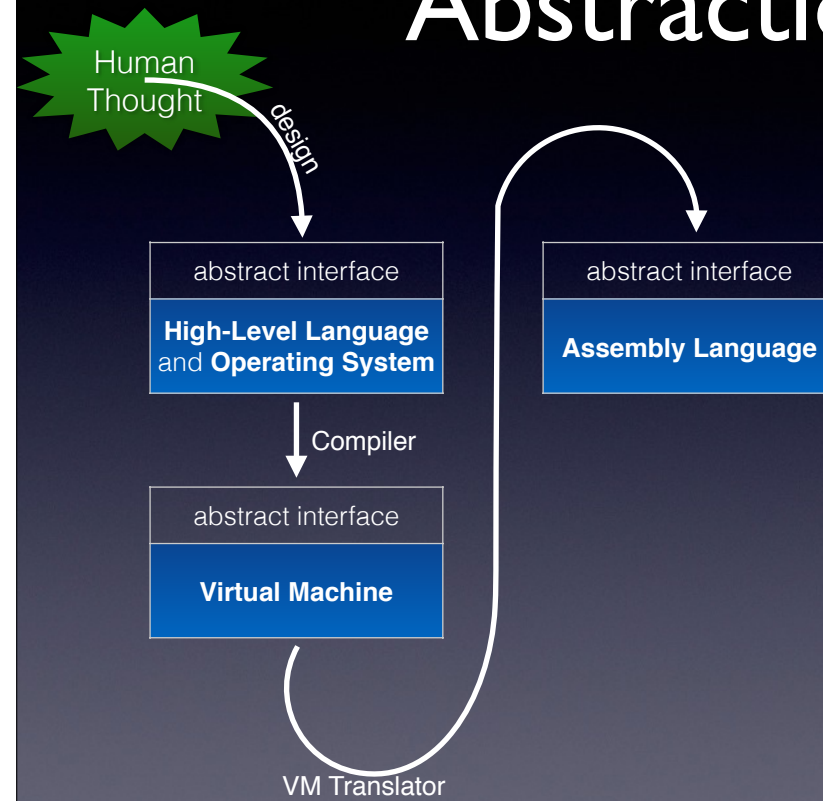 Abstractio
Human
Thought
design
abstract interface
High-Level Language
and Operating System
Compiler
abstract interface
Virtual Machine
VM Translator
abstract interface
Assembly Language